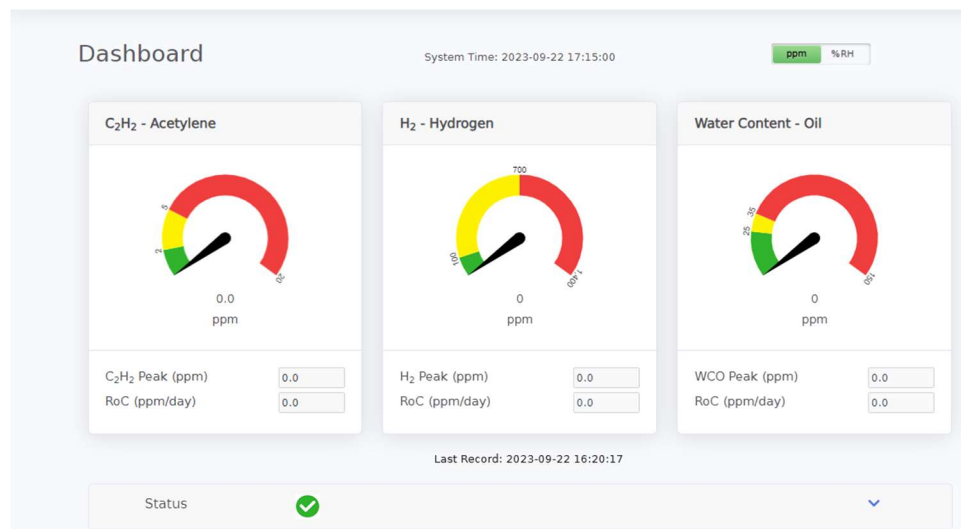 Dashboard
System Time: 2023-09-22 17:15:00
ppm %RH
C₂H₂ - Acetylene
2
5
20
0.0
ppm
C₂H₂ Peak (ppm) 0.0
RoC (ppm/day) 0.0
H₂ - Hydrogen
100
700
1,400
0
ppm
H₂ Peak (ppm) 0.0
RoC (ppm/day) 0.0
Water Content - Oil
25
35
150
0
ppm
WCO Peak (ppm) 0.0
RoC (ppm/day) 0.0
Last Record: 2023-09-22 16:20:17
Status